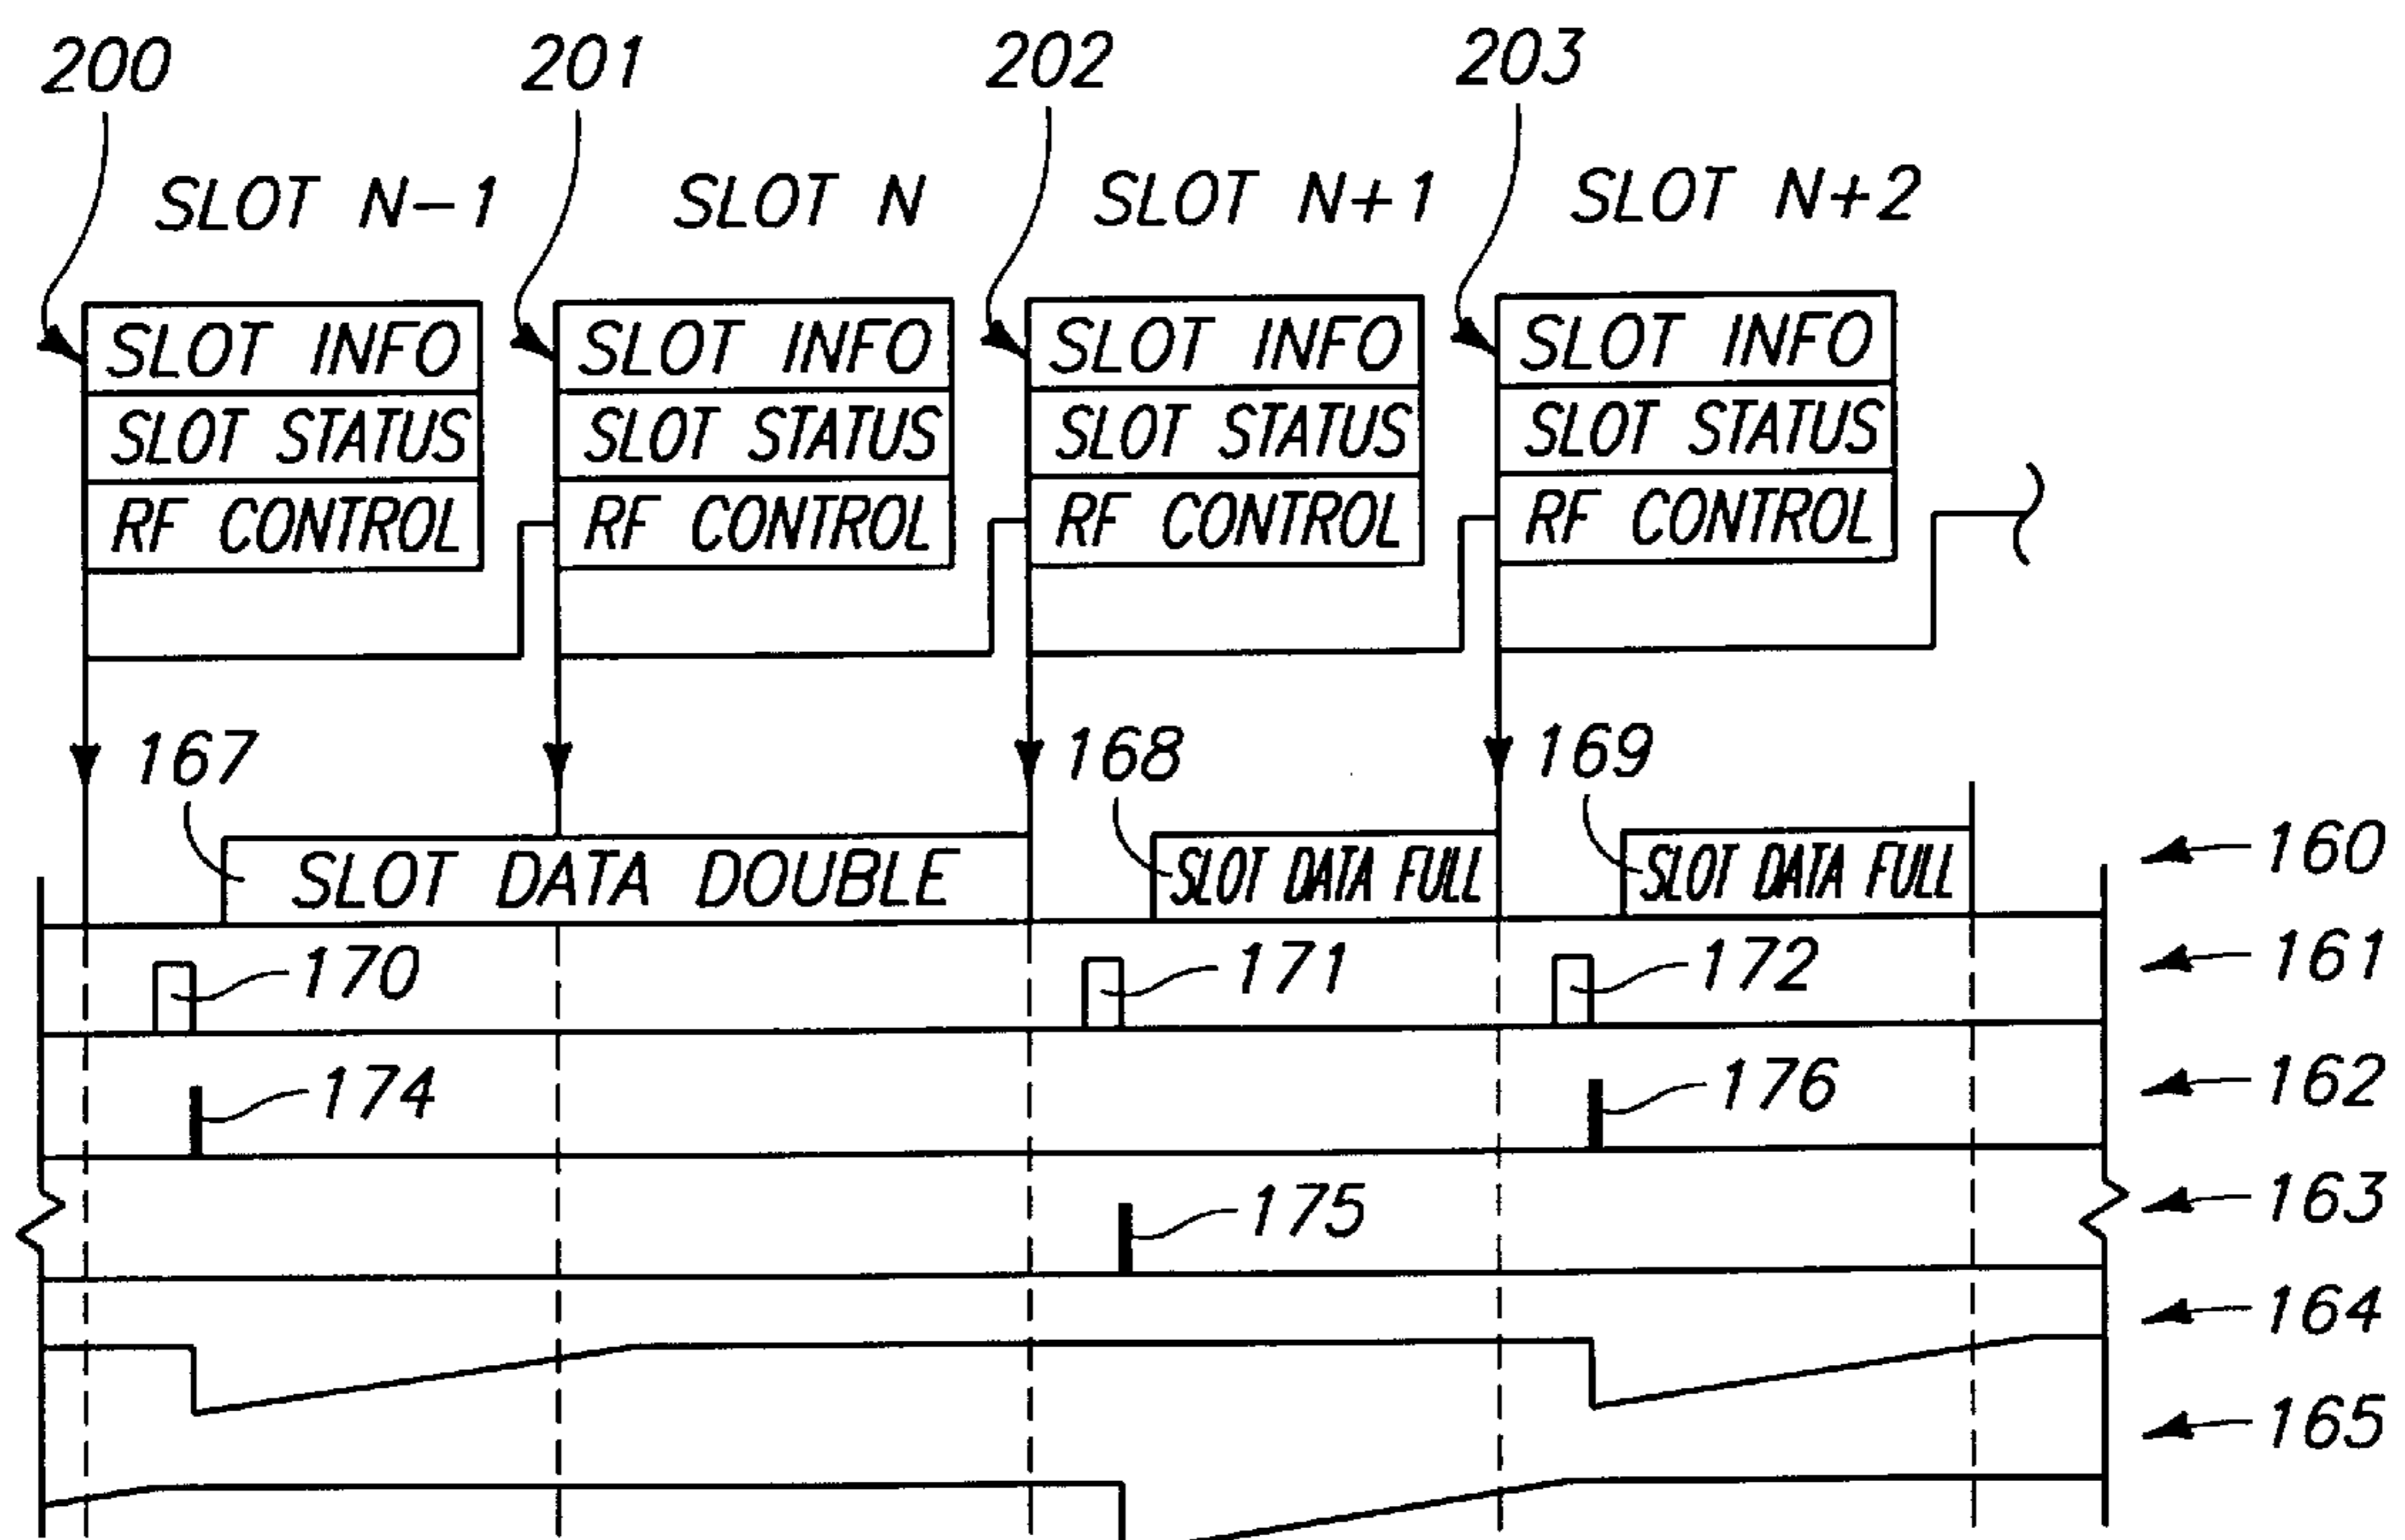 200 201 202 203
SLOT N-1 SLOT N SLOT N+1 SLOT N+2
SLOT INFO SLOT INFO SLOT INFO SLOT INFO
SLOT STATUS SLOT STATUS SLOT STATUS SLOT STATUS
RF CONTROL RF CONTROL RF CONTROL RF CONTROL
167 168 169
SLOT DATA DOUBLE SLOT DATA FULL SLOT DATA FULL 160
170 171 172 161
174 176 162
175 163
164
165